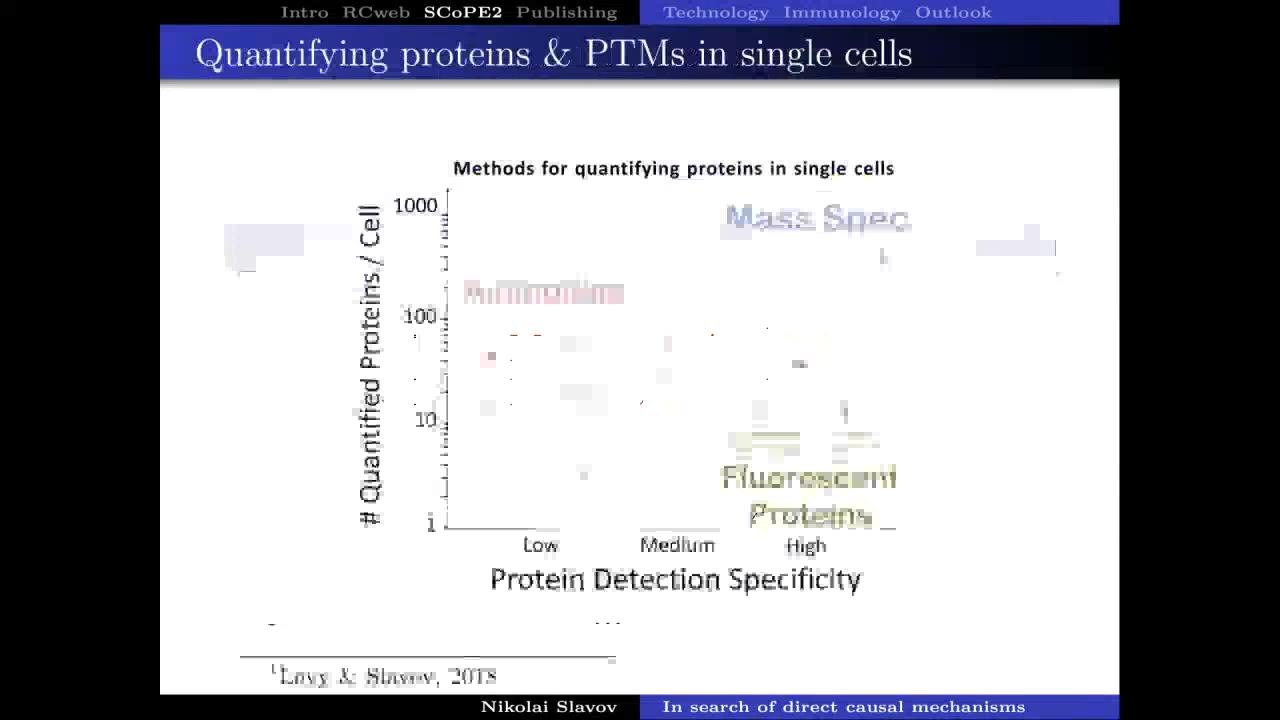 Intro RCweb SCoPE2 Publishing Technology Immunology Outlook
Quantifying proteins & PTMs in single cells
Methods for quantifying proteins in single cells
# Quantified Proteins / Cell
1000
100
10
1
Mass Spec
Fluorescent
Proteins
Low Medium High
Protein Detection Specificity
1 Levy & Slavov, 2018
Nikolai Slavov In search of direct causal mechanisms